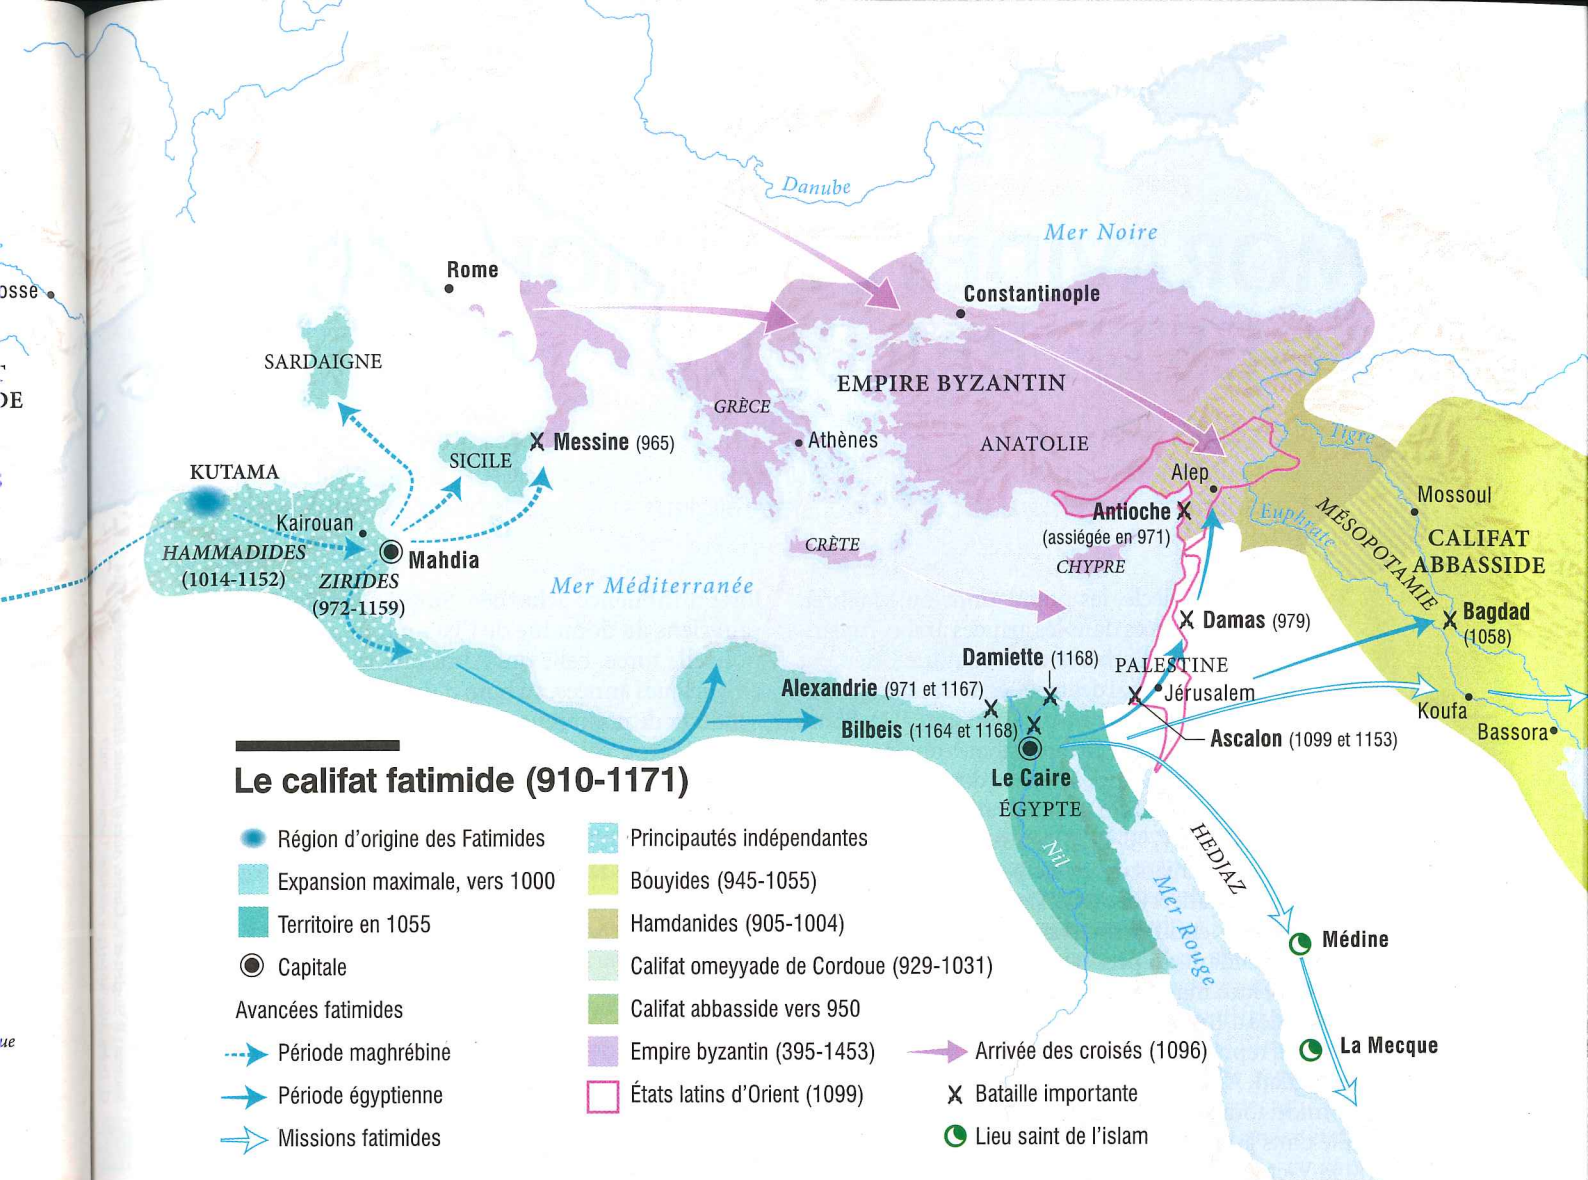 osse
DE
ue
Danube
Mer Noire
Rome
Constantinople
SARDAIGNE
EMPIRE BYZANTIN
GRÈCE
Athènes
ANATOLIE
Messine (965)
SICILE
KUTAMA
Kairouan
HAMMADIDES
(1014-1152)
Mahdia
ZIRIDES
(972-1159)
Mer Méditerranée
CRÈTE
CHYPRE
Alep
Antioche
(assiégée en 971)
Tigre
Euphrate
MÉSOPOTAMIE
Mossoul
CALIFAT
ABBASSIDE
Bagdad
(1058)
Damas (979)
Damiette (1168)
PALESTINE
Alexandrie (971 et 1167)
Jérusalem
Bilbeis (1164 et 1168)
Ascalon (1099 et 1153)
Koufa
Bassora
Le Caire
ÉGYPTE
Nil
HEDJAZ
Mer Rouge
Médine
La Mecque
Le califat fatimide (910-1171)
Région d'origine des Fatimides
Expansion maximale, vers 1000
Territoire en 1055
Capitale
Avancées fatimides
Période maghrébine
Période égyptienne
Missions fatimides
Principautés indépendantes
Bouyides (945-1055)
Hamdanides (905-1004)
Califat omeyyade de Cordoue (929-1031)
Califat abbasside vers 950
Empire byzantin (395-1453)
États latins d'Orient (1099)
Arrivée des croisés (1096)
Bataille importante
Lieu saint de l'islam